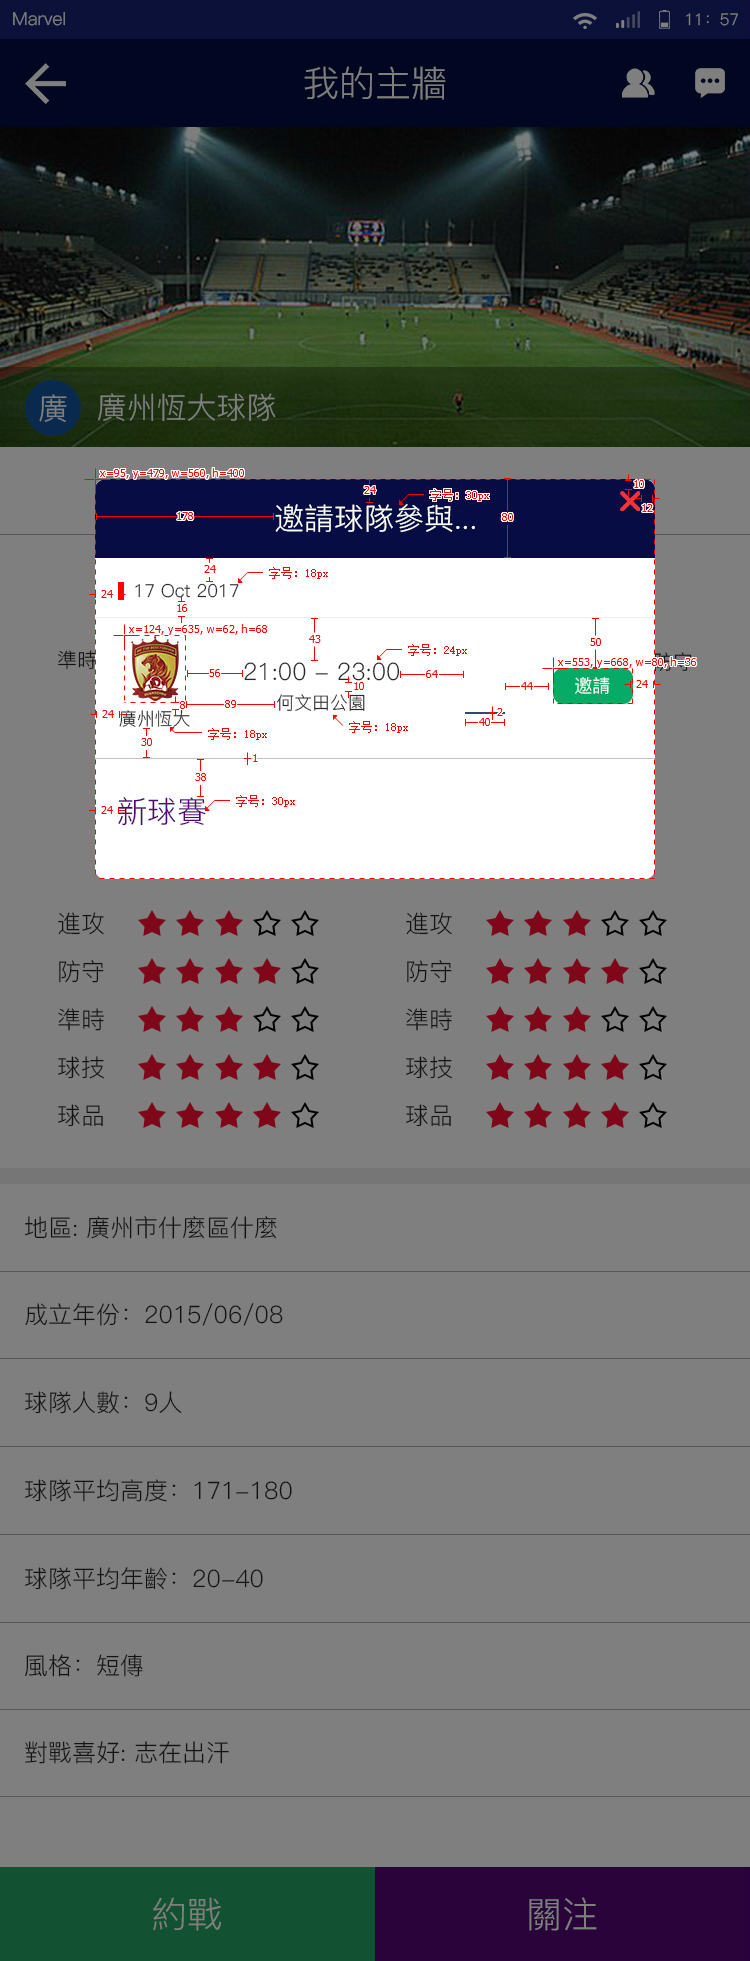 Marvel
11: 57
我的主牆
廣
廣州恆大球隊
x=95, y=479, w=560, h=400
24
字号: 30px
10
178
邀請球隊參與...
80
12
24
字号: 18px
24
17 Oct 2017
16
x=124, y=635, w=62, h=68
43
字号: 24px
50
準時
x=553, y=668, w=80, h=36
防守
56
21:00 – 23:00
64
10
44
邀請
24
8
89
何文田公園
24
廣州恆大
2
40
字号: 18px
字号: 18px
30
1
38
24
新球賽
字号: 30px
進攻 進攻
防守 防守
準時 準時
球技 球技
球品 球品
地區: 廣州市什麼區什麼
成立年份: 2015/06/08
球隊人數: 9人
球隊平均高度: 171-180
球隊平均年齡: 20-40
風格: 短傳
對戰喜好: 志在出汗
約戰 關注